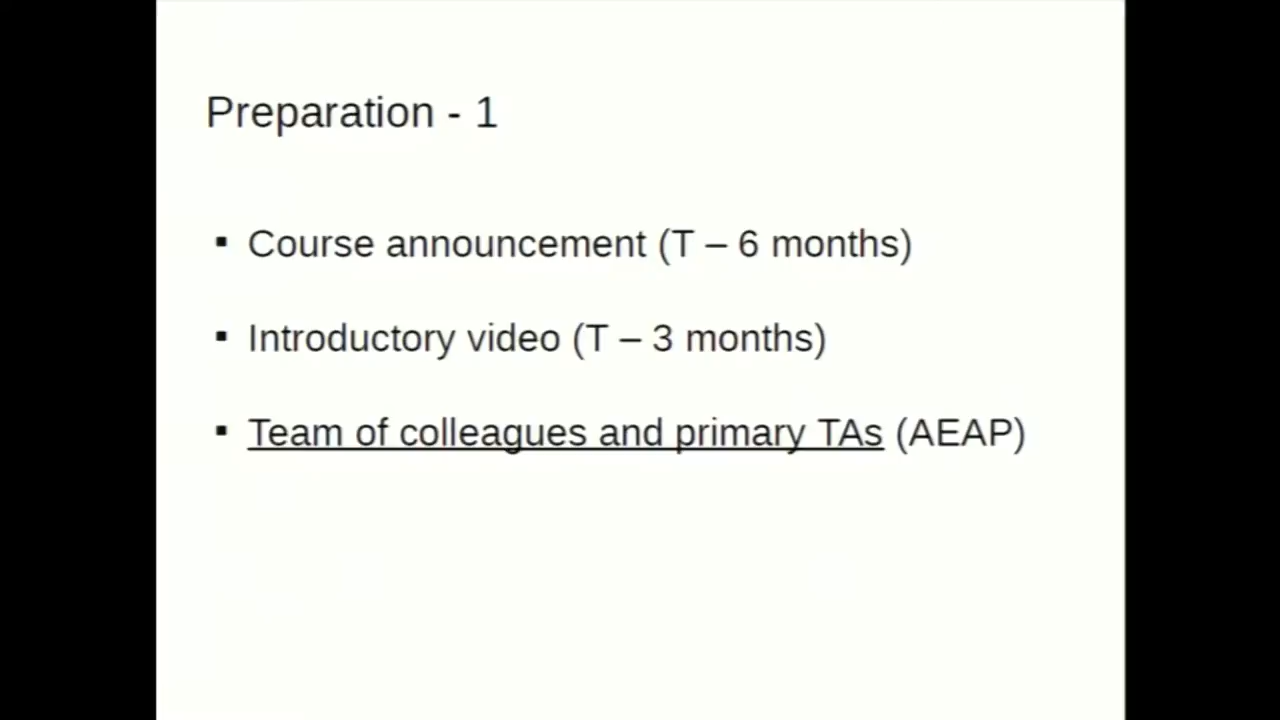 Preparation - 1
▪ Course announcement (T – 6 months)
▪ Introductory video (T – 3 months)
▪ Team of colleagues and primary TAs (AEAP)